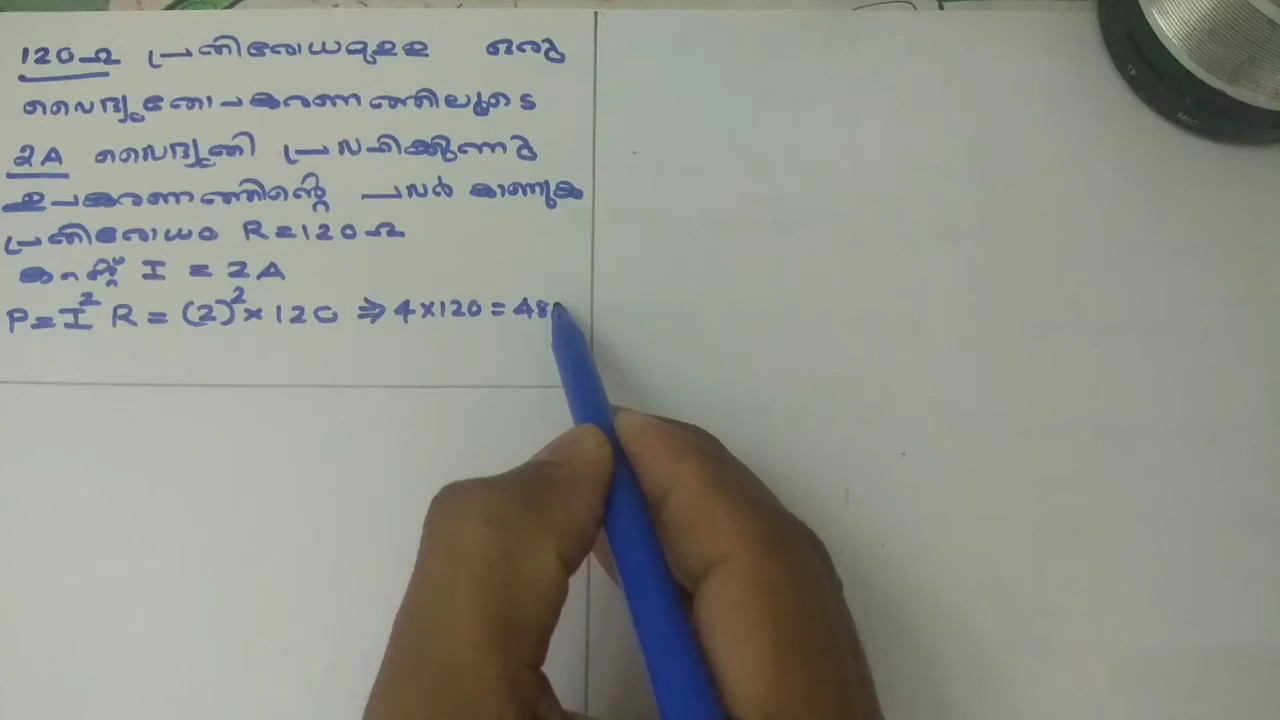 120Ω പ്രതിരോധമുള്ള ഒരു
വൈദ്യുതോപകരണത്തിലൂടെ
2A വൈദ്യുതി പ്രവഹിക്കുന്നു
ഉപകരണത്തിന്റെ പവർ കാണുക
പ്രതിരോധം R=120Ω
കറന്റ് I = 2A
P=I² R = (2)²×120 ⇒ 4×120=48